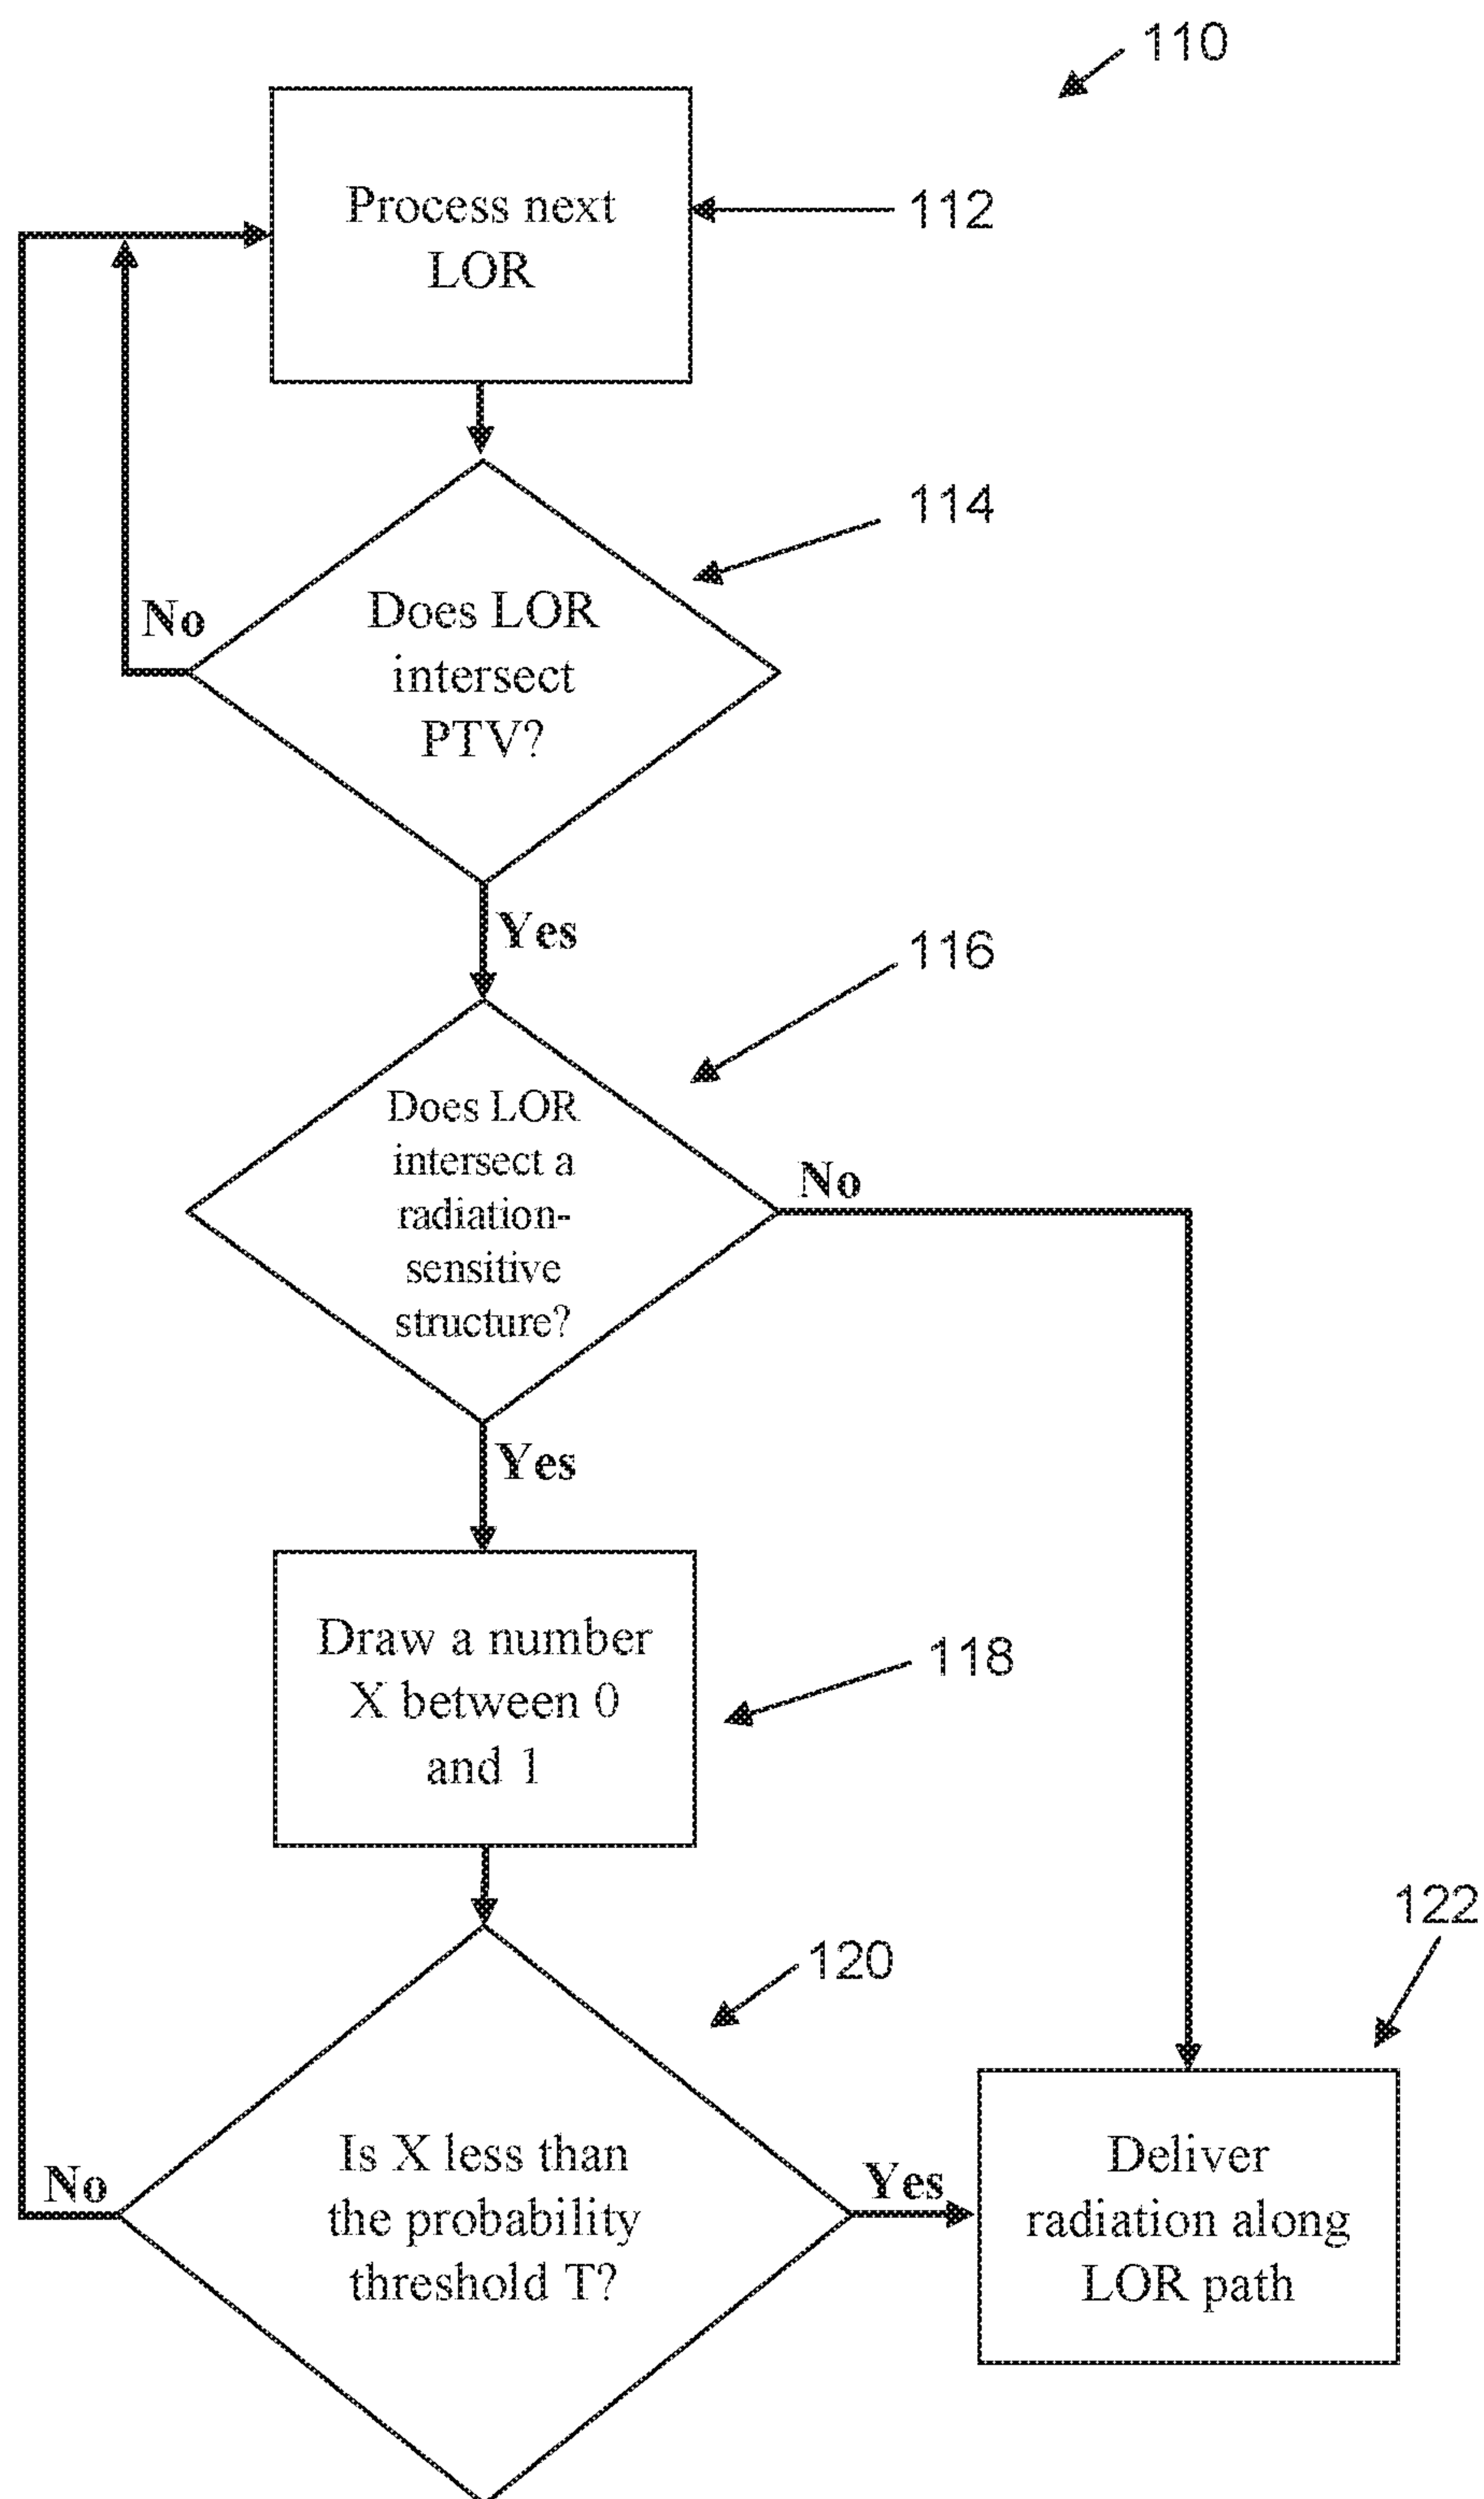 110
Process next
LOR
112
114
Does LOR
intersect
PTV?
No
Yes
116
Does LOR
intersect a
radiation-
sensitive
structure?
No
Yes
Draw a number
X between 0
and 1
118
120
122
Is X less than
the probability
threshold T?
No
Yes
Deliver
radiation along
LOR path